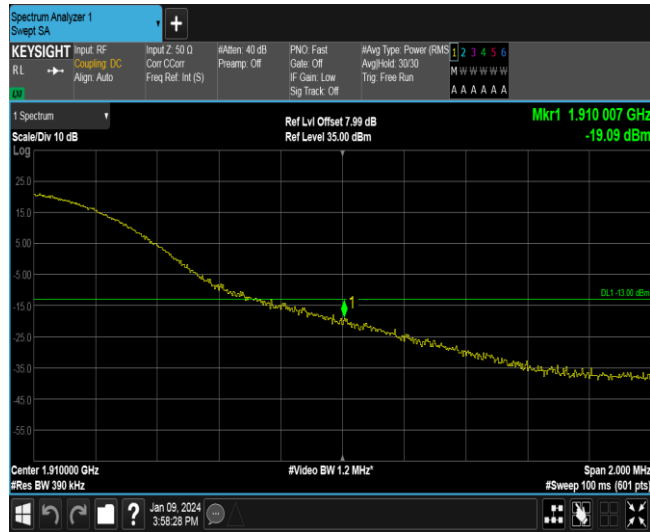 Spectrum Analyzer 1
Swept SA
KEYSIGHT
RL
LXI
Input: RF
Coupling: DC
Align: Auto
Input Z: 50 Ω
Corr CCorr
Freq Ref: Int (S)
#Atten: 40 dB
Preamp: Off
PNO: Fast
Gate: Off
IF Gain: Low
Sig Track: Off
#Avg Type: Power (RMS
Avg|Hold: 30/30
Trig: Free Run
1 2 3 4 5 6
M W W W W W
A A A A A A
1 Spectrum
Scale/Div 10 dB
Log
Ref Lvl Offset 7.99 dB
Ref Level 35.00 dBm
Mkr1 1.910 007 GHz
-19.09 dBm
25.0
15.0
5.00
-5.00
DL1 -13.00 dBm
1
-15.0
-25.0
-35.0
-45.0
-55.0
Center 1.910000 GHz
#Video BW 1.2 MHz*
Span 2.000 MHz
#Res BW 390 kHz
#Sweep 100 ms (601 pts)
?
Jan 09, 2024
3:58:28 PM